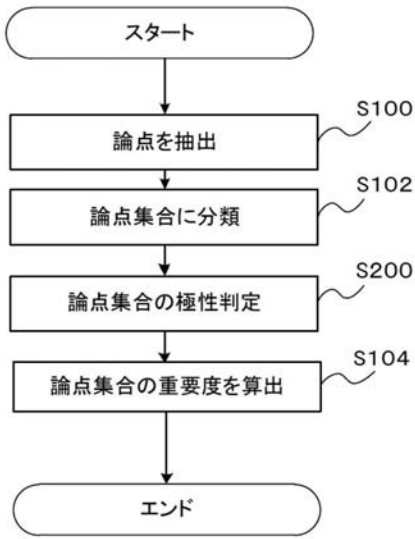 スタート
S100
論点を抽出
S102
論点集合に分類
S200
論点集合の極性判定
S104
論点集合の重要度を算出
エンド